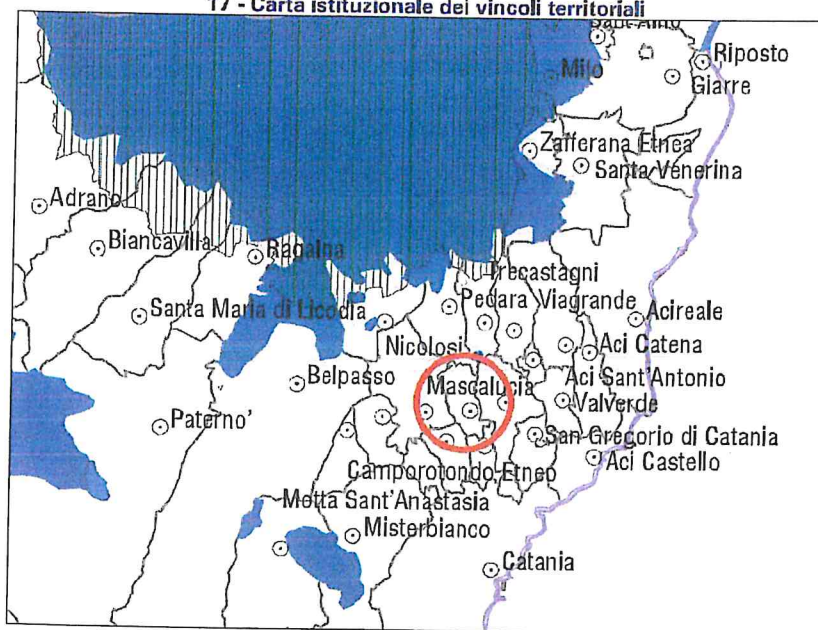 17 - Carta istituzionale dei vincoli territoriali
Sant'Alfio
Riposto
Milo
Giarre
Zafferana Etnea
Santa Venerina
Adrano
Biancavilla
Ragalna
Trecastagni
Santa Maria di Licodia
Pedara
Viagrande
Acireale
Nicolosi
Aci Catena
Belpasso
Mascalucia
Aci Sant'Antonio
Valverde
Paterno'
San Gregorio di Catania
Camporotondo Etneo
Aci Castello
Motta Sant'Anastasia
Misterbianco
Catania